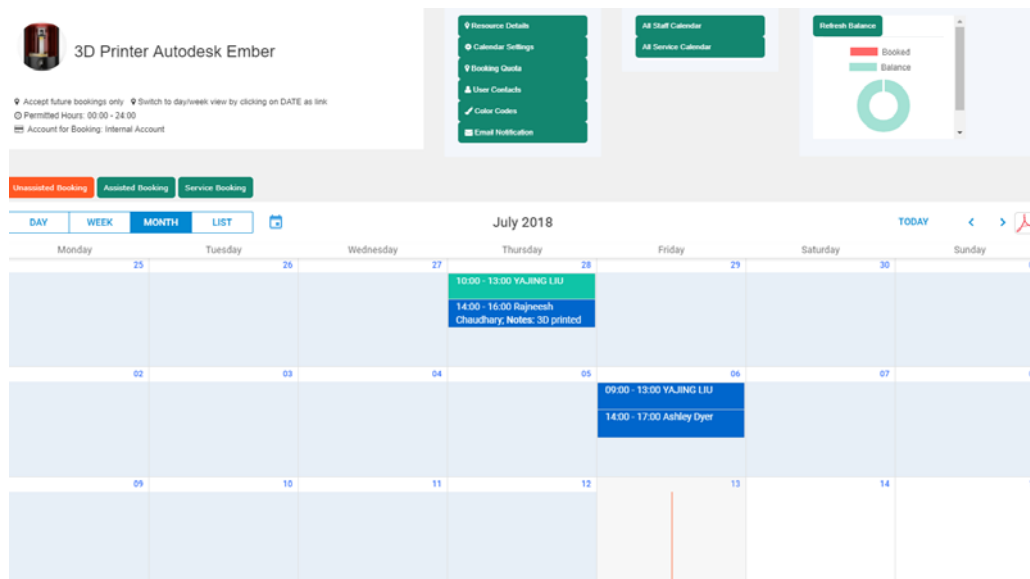 3D Printer Autodesk Ember
Accept future bookings only Switch to day/week view by clicking on DATE as link
Permitted Hours: 00:00 - 24:00
Account for Booking: Internal Account
Resource Details
Calendar Settings
Booking Quota
User Contacts
Color Codes
Email Notification
All Staff Calendar
All Service Calendar
Refresh Balance
Booked
Balance
Unassisted Booking Assisted Booking Service Booking
DAY WEEK MONTH LIST July 2018 TODAY
Monday Tuesday Wednesday Thursday Friday Saturday Sunday
25 26 27 28 29 30
10:00 - 13:00 YAJING LIU
14:00 - 16:00 Rajneesh
Chaudhary; Notes: 3D printed
02 03 04 05 06 07
09:00 - 13:00 YAJING LIU
14:00 - 17:00 Ashley Dyer
09 10 11 12 13 14